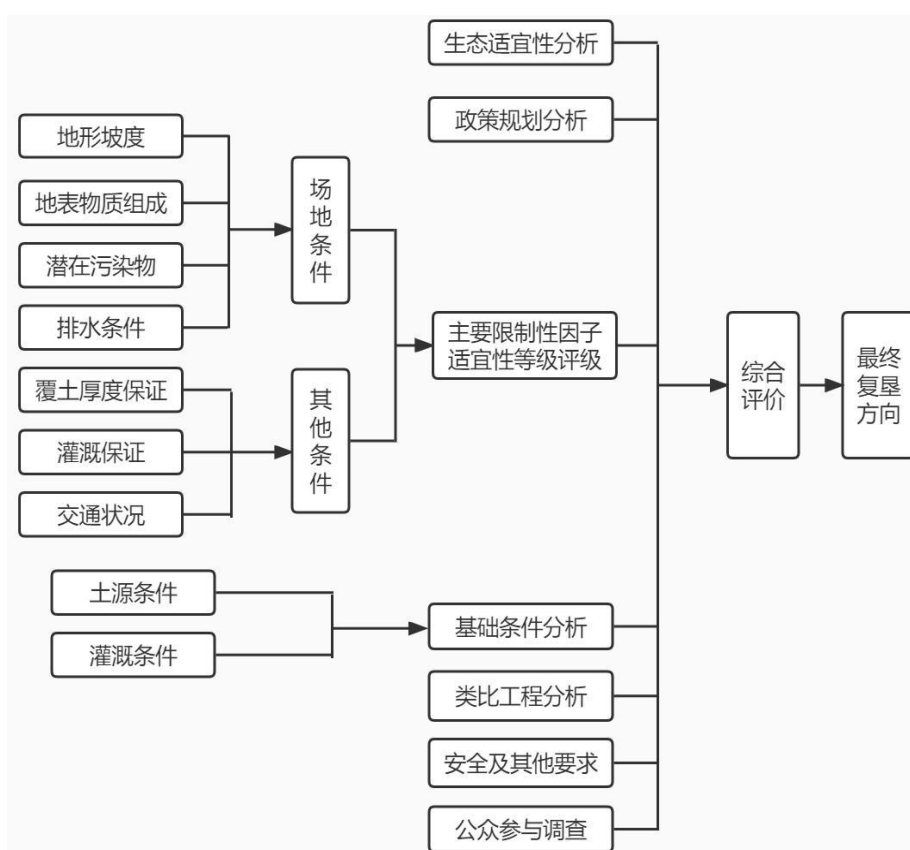 生态适宜性分析
政策规划分析
地形坡度
地表物质组成
潜在污染物
排水条件
场地条件
覆土厚度保证
灌溉保证
交通状况
其他条件
主要限制性因子
适宜性等级评级
土源条件
灌溉条件
基础条件分析
类比工程分析
安全及其他要求
公众参与调查
综合
评价
最终
复垦
方向